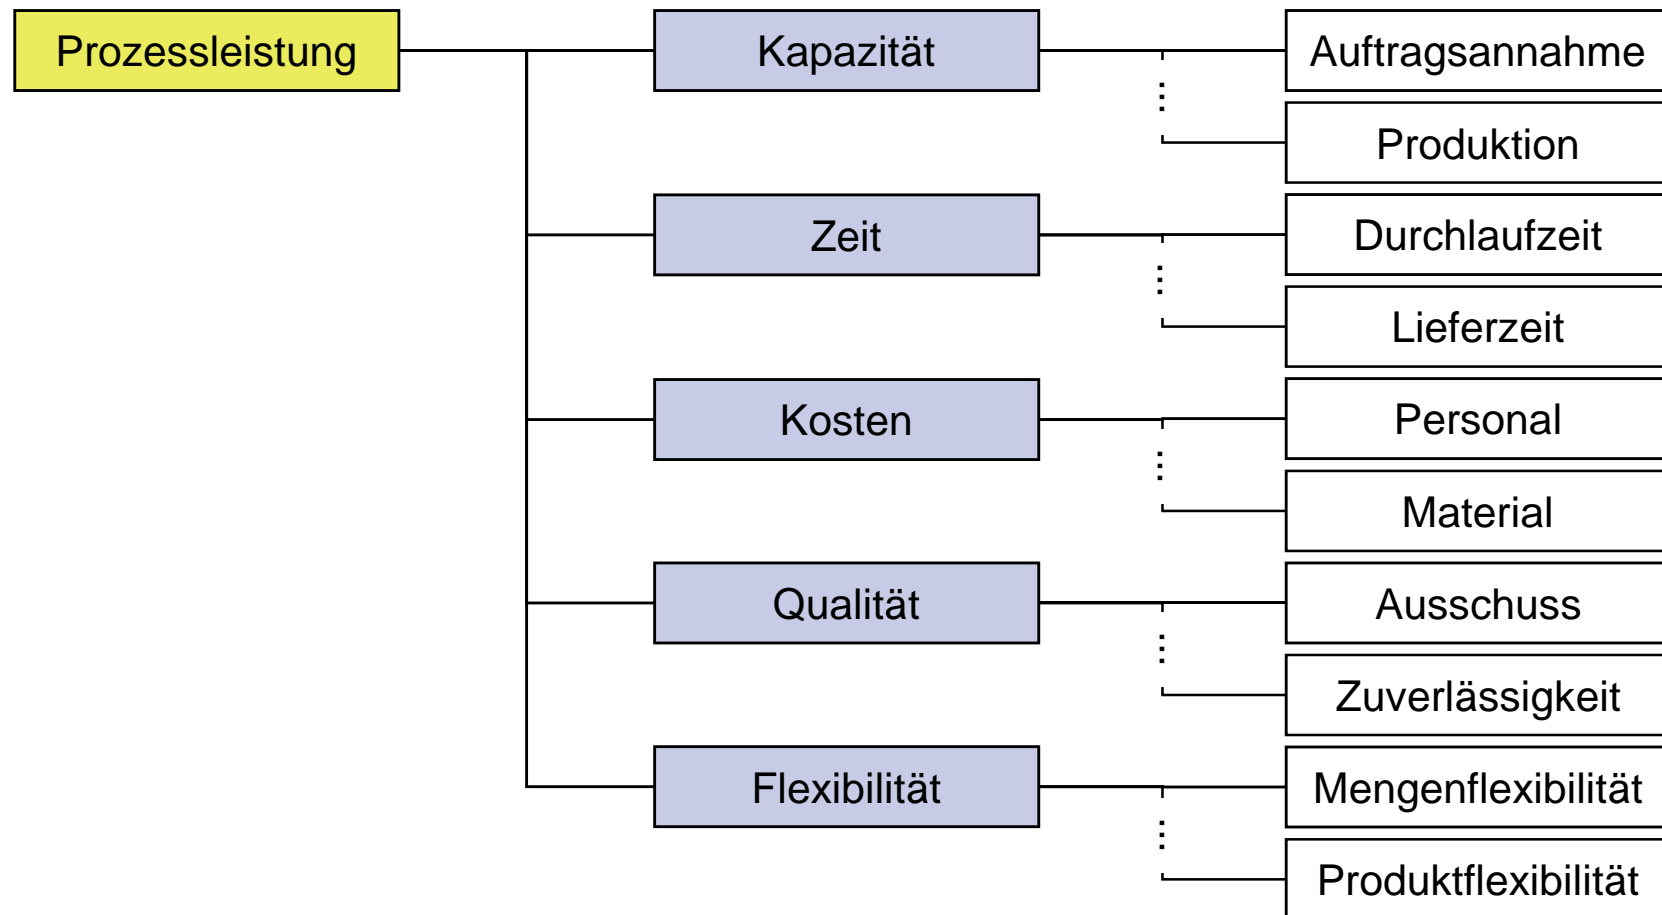 Prozessleistung
Kapazität
Auftragsannahme
Produktion
Zeit
Durchlaufzeit
Lieferzeit
Kosten
Personal
Material
Qualität
Ausschuss
Zuverlässigkeit
Flexibilität
Mengenflexibilität
Produktflexibilität